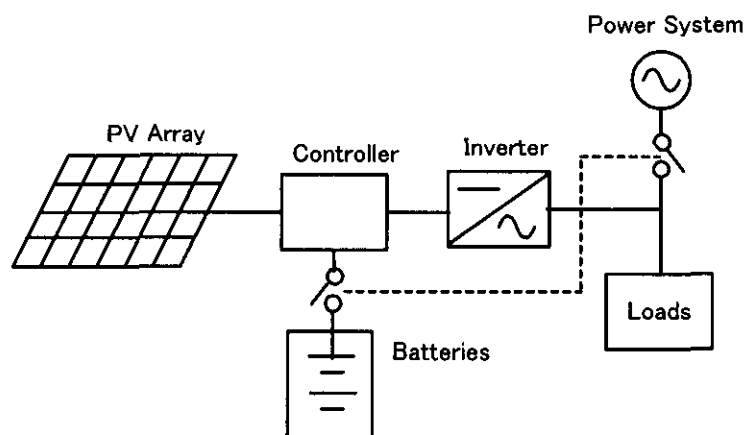 Power System
PV Array
Controller
Inverter
Loads
Batteries